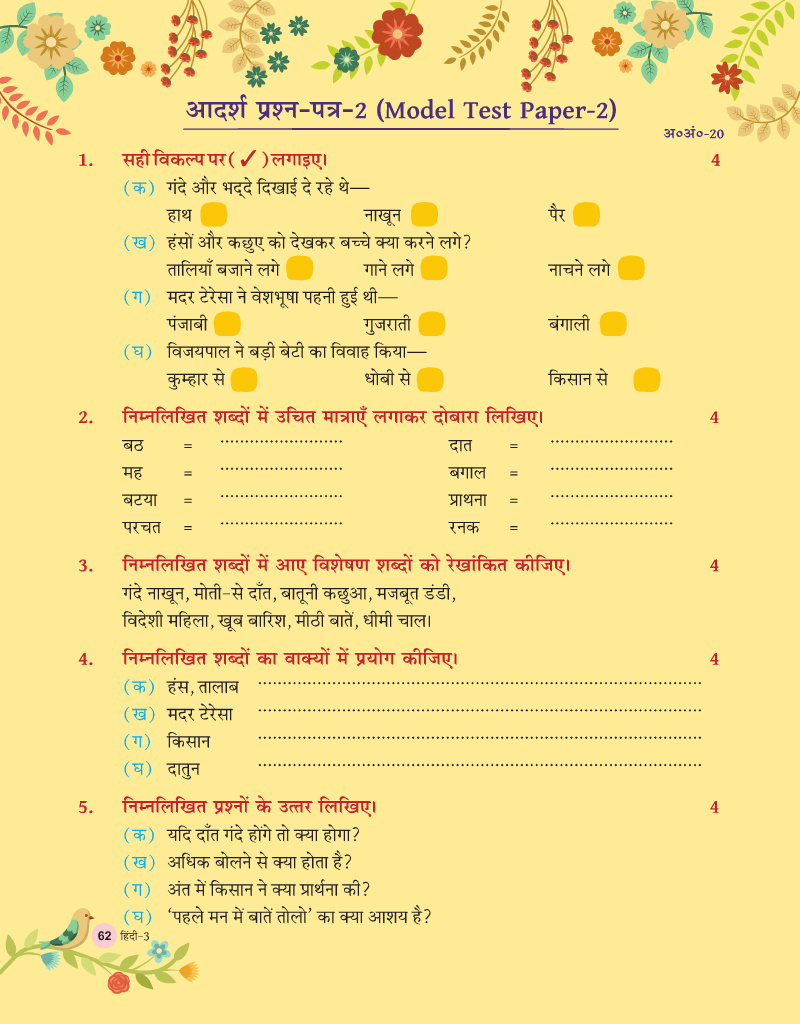 आदर्श प्रश्न-पत्र-2 (Model Test Paper-2)
अ०अं०-20
1. सही विकल्प पर (✓) लगाइए। 4
(क) गंदे और भद्दे दिखाई दे रहे थे—
हाथ नाखून पैर
(ख) हंसों और कछुए को देखकर बच्चे क्या करने लगे?
तालियाँ बजाने लगे गाने लगे नाचने लगे
(ग) मदर टेरेसा ने वेशभूषा पहनी हुई थी—
पंजाबी गुजराती बंगाली
(घ) विजयपाल ने बड़ी बेटी का विवाह किया—
कुम्हार से धोबी से किसान से
2. निम्नलिखित शब्दों में उचित मात्राएँ लगाकर दोबारा लिखिए। 4
बठ = ......................... दात = .........................
मह = ......................... बगाल = .........................
बटया = ......................... प्राथना = .........................
परचत = ......................... रनक = .........................
3. निम्नलिखित शब्दों में आए विशेषण शब्दों को रेखांकित कीजिए। 4
गंदे नाखून, मोती-से दाँत, बातूनी कछुआ, मजबूत डंडी,
विदेशी महिला, खूब बारिश, मीठी बातें, धीमी चाल।
4. निम्नलिखित शब्दों का वाक्यों में प्रयोग कीजिए। 4
(क) हंस, तालाब ..........................................................................................
(ख) मदर टेरेसा ..........................................................................................
(ग) किसान ..........................................................................................
(घ) दातुन ..........................................................................................
5. निम्नलिखित प्रश्नों के उत्तर लिखिए। 4
(क) यदि दाँत गंदे होंगे तो क्या होगा?
(ख) अधिक बोलने से क्या होता है?
(ग) अंत में किसान ने क्या प्रार्थना की?
(घ) ‘पहले मन में बातें तोलो’ का क्या आशय है?
62 हिंदी-3